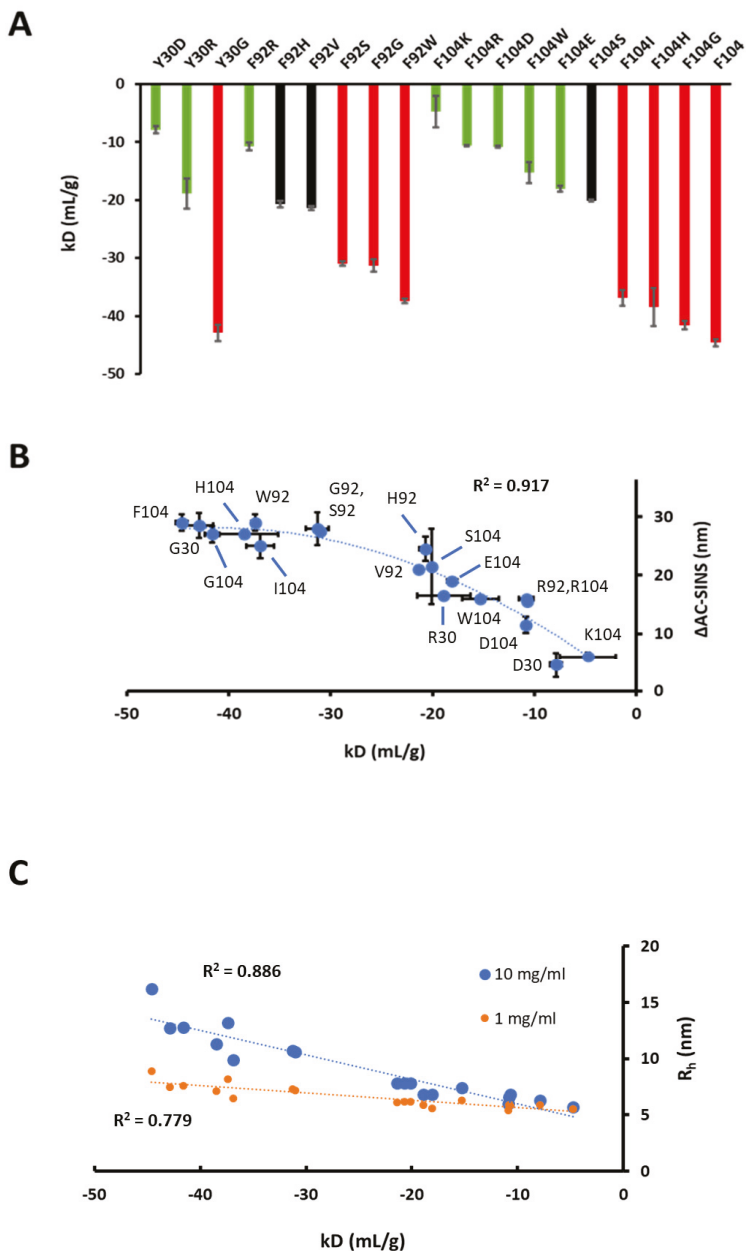 A
Y30D Y30R Y30G F92R F92H F92V F92S F92G F92W F104K F104R F104D F104W F104E F104S F104I F104H F104G F104
0
-10
-20
-30
-40
-50
kD (mL/g)
B
H104 W92 G92, S92 H92 R² = 0.917
F104 S104
G30 V92 E104
G104 I104 R92,R104
R30 W104 D104 K104
D30
30
20
10
0
ΔAC-SINS (nm)
-50 -40 -30 -20 -10 0
kD (mL/g)
C
R² = 0.886
10 mg/ml
1 mg/ml
R² = 0.779
20
15
10
5
0
Rh (nm)
-50 -40 -30 -20 -10 0
kD (mL/g)